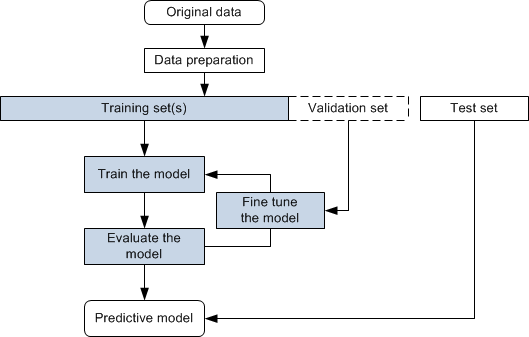 Original data
Data preparation
Training set(s)
Validation set
Test set
Train the model
Fine tune
the model
Evaluate the
model
Predictive model